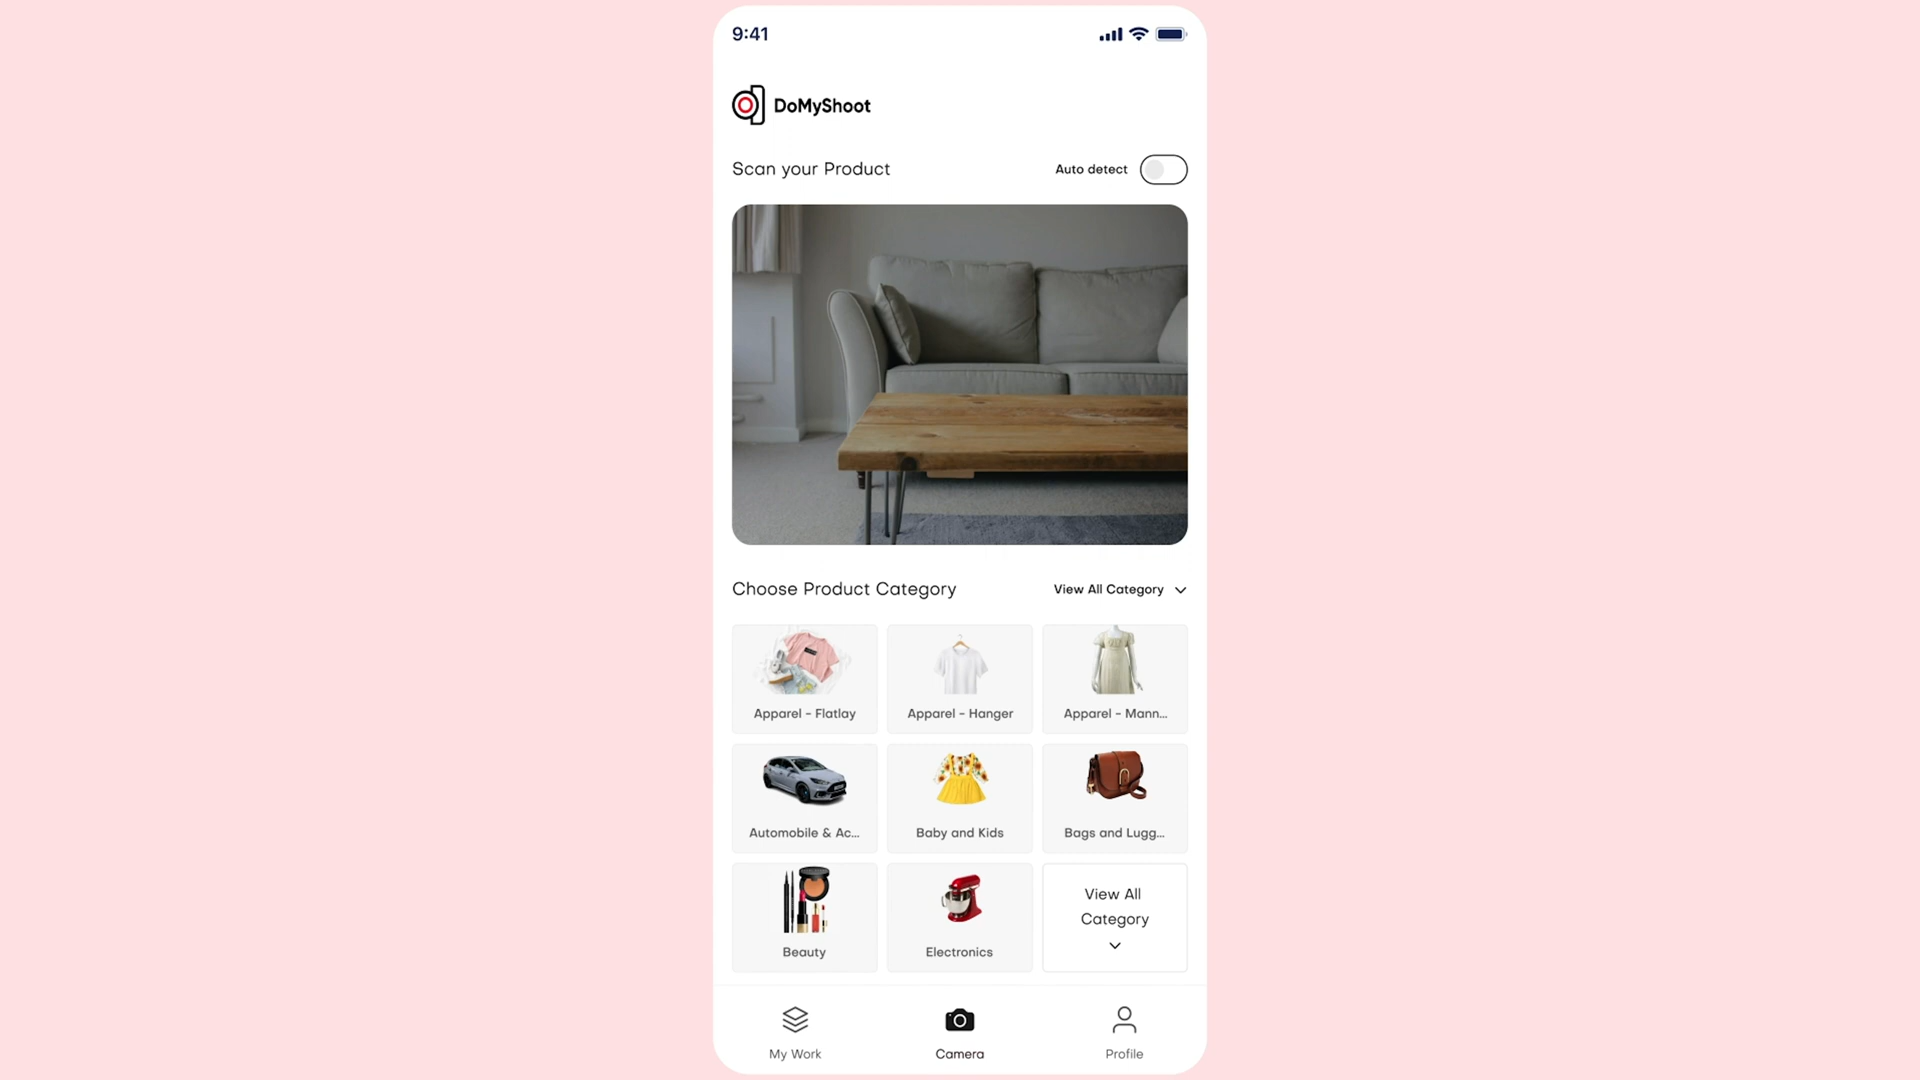 9:41
DoMyShoot
Scan your Product
Auto detect
Choose Product Category
View All Category
Apparel - Flatlay
Apparel - Hanger
Apparel - Mann...
Automobile & Ac...
Baby and Kids
Bags and Lugg...
Beauty
Electronics
View All
Category
My Work
Camera
Profile